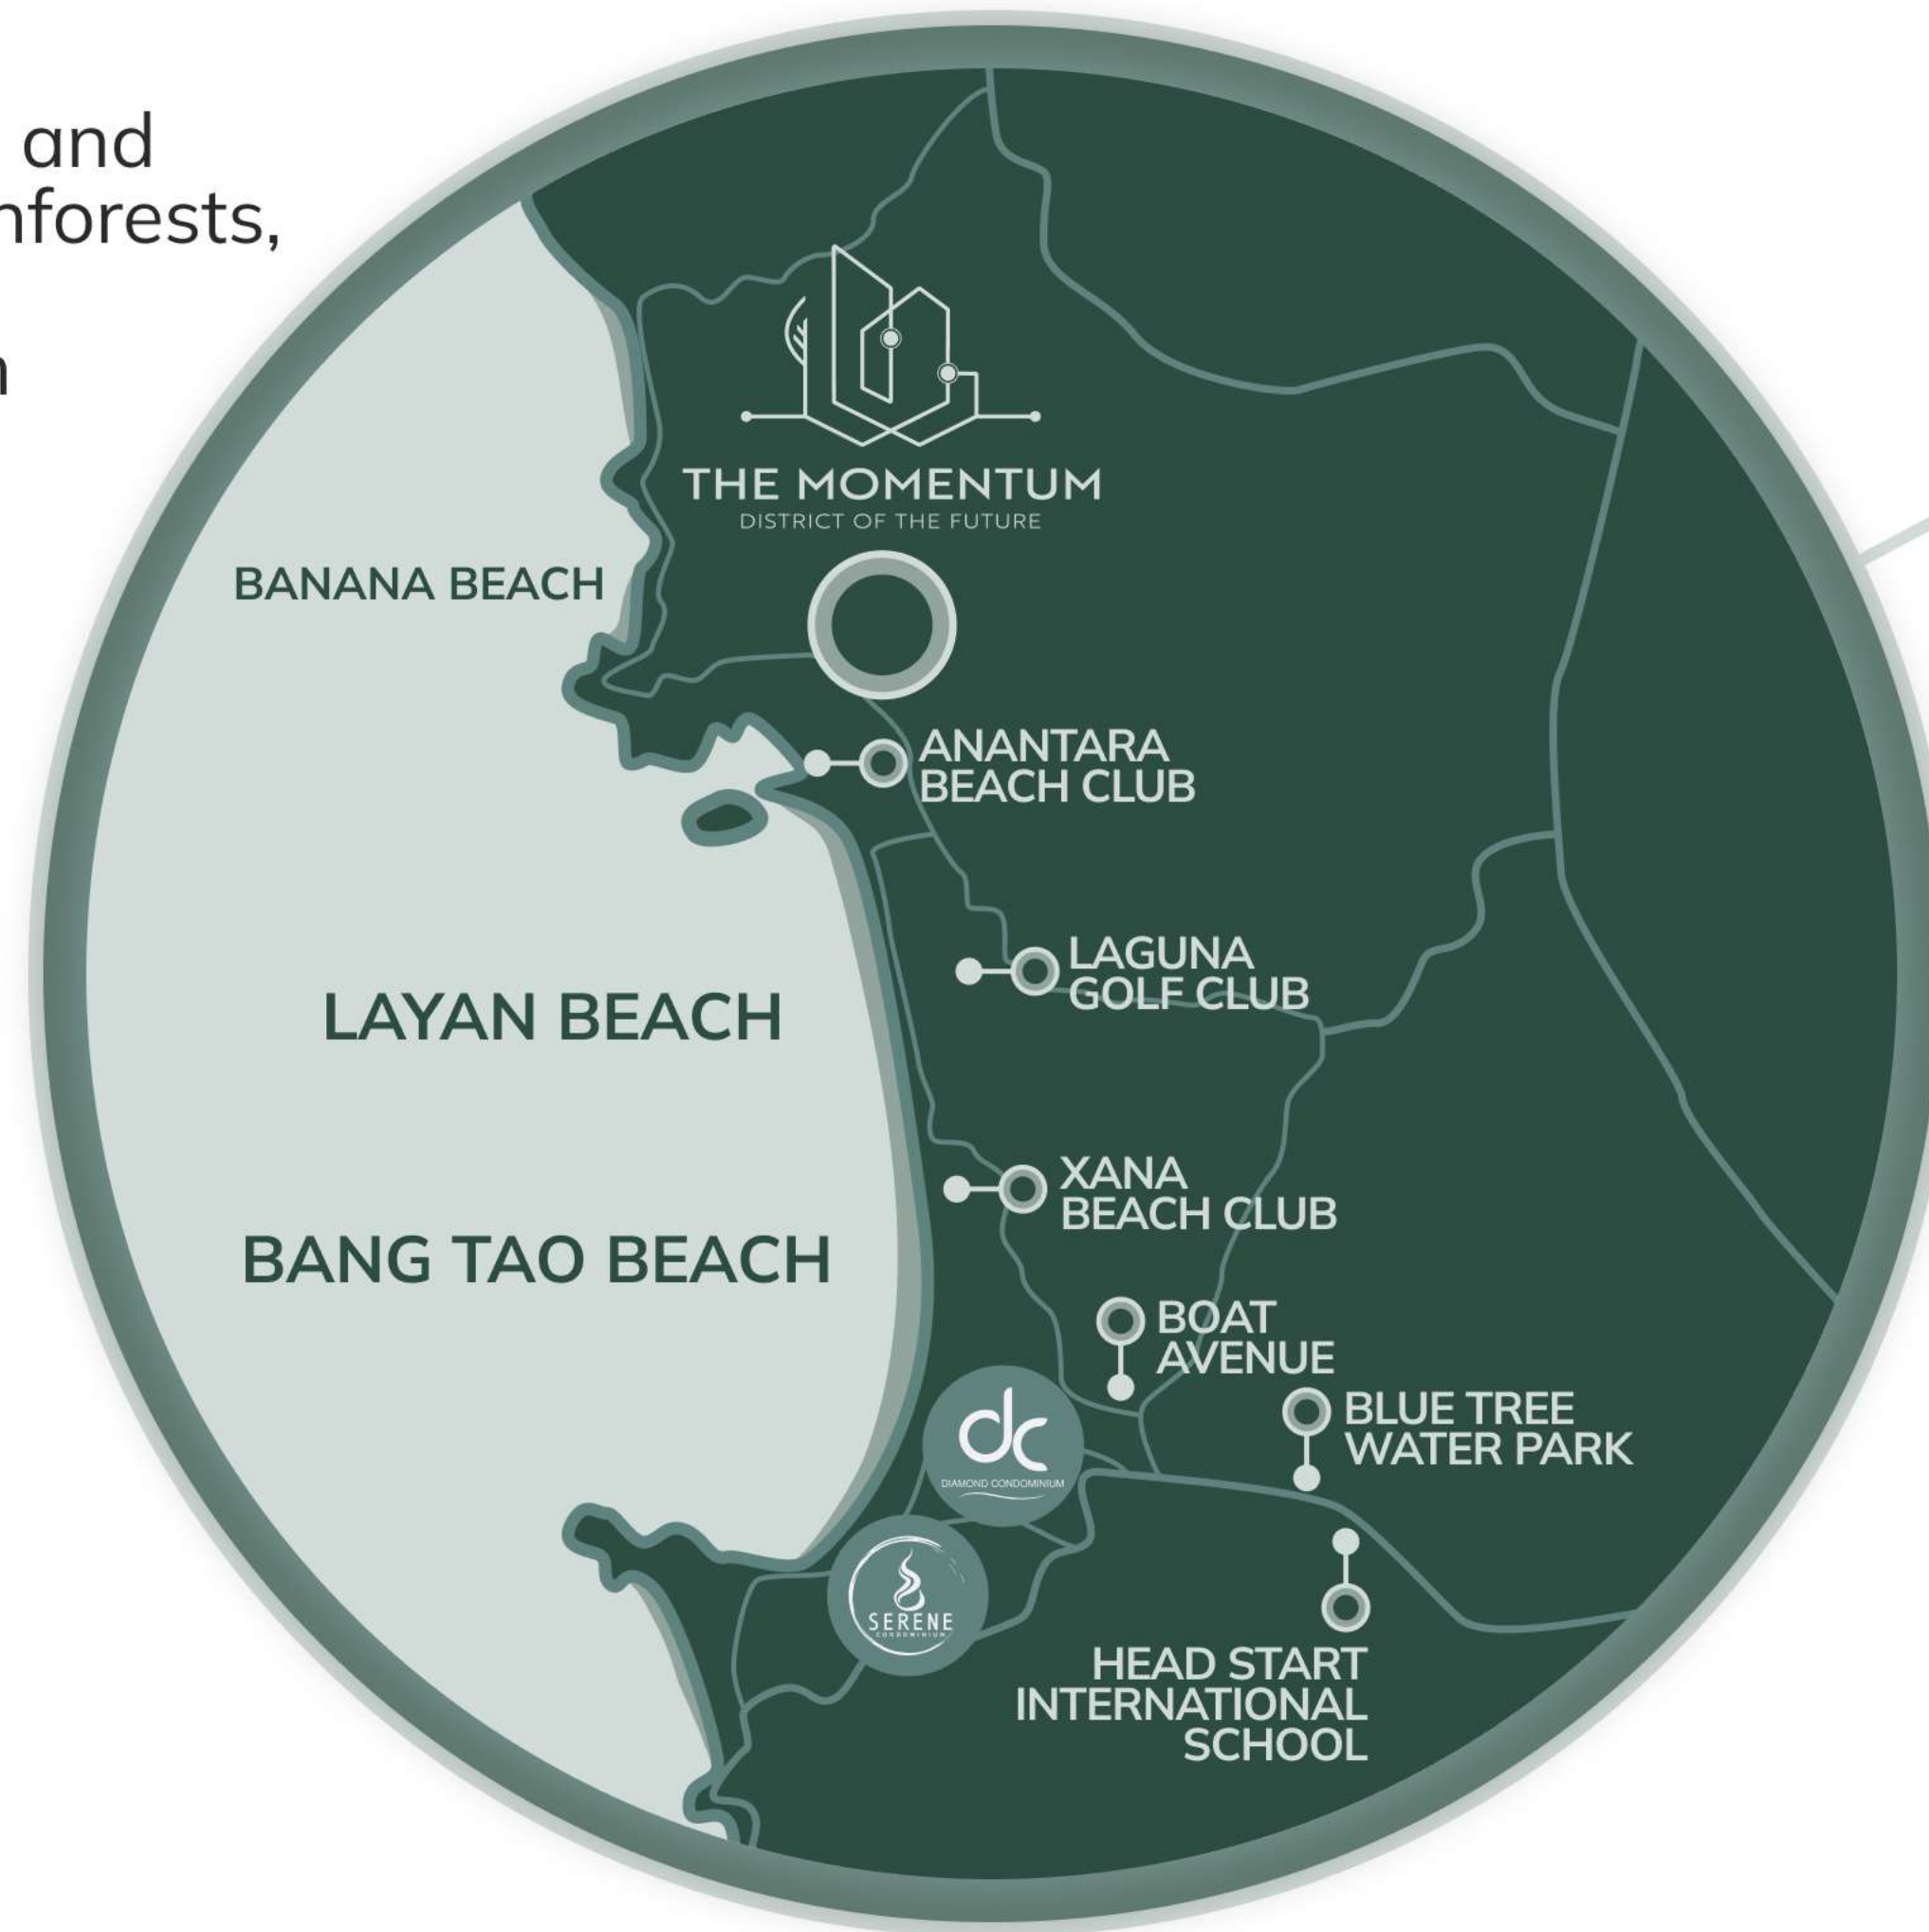 and
nforests,
THE MOMENTUM
DISTRICT OF THE FUTURE
BANANA BEACH
ANANTARA
BEACH CLUB
LAGUNA
GOLF CLUB
LAYAN BEACH
XANA
BEACH CLUB
BANG TAO BEACH
BOAT
AVENUE
BLUE TREE
WATER PARK
dc
DIAMOND CONDOMINIUM
SERENE
CONDOMINIUM
HEAD START
INTERNATIONAL
SCHOOL